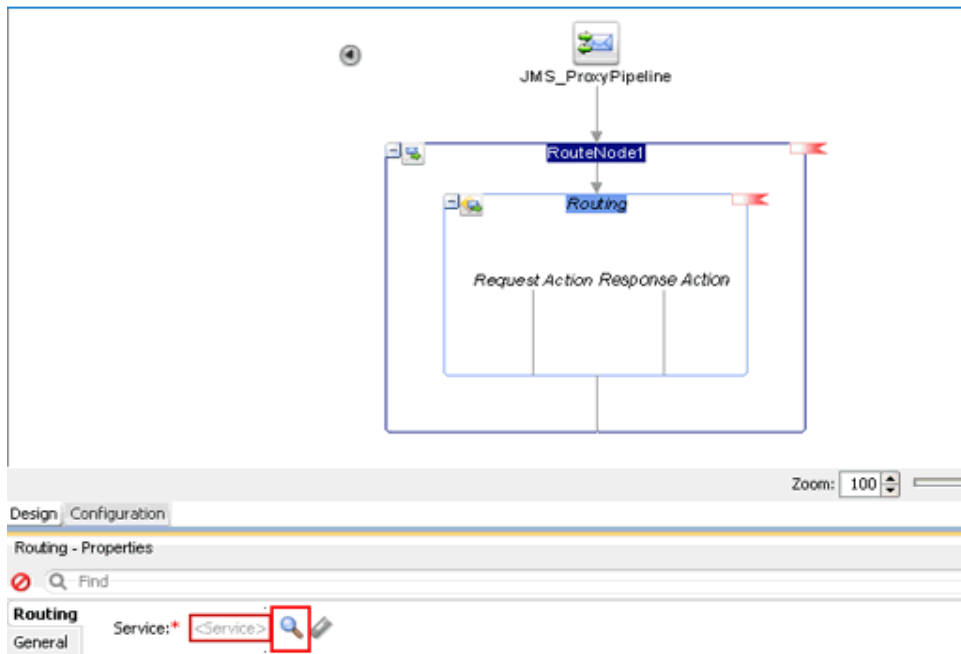 JMS_ProxyPipeline
RouteNode1
Routing
Request Action Response Action
Zoom: 100
Design Configuration
Routing - Properties
Find
Routing
Service:* <Service>
General